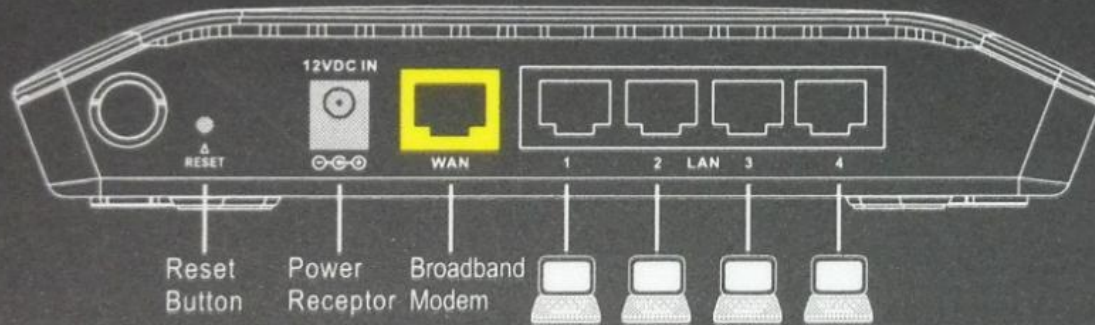 12VDC IN
RESET
WAN
1 2 LAN 3 4
Reset
Button
Power
Receptor
Broadband
Modem